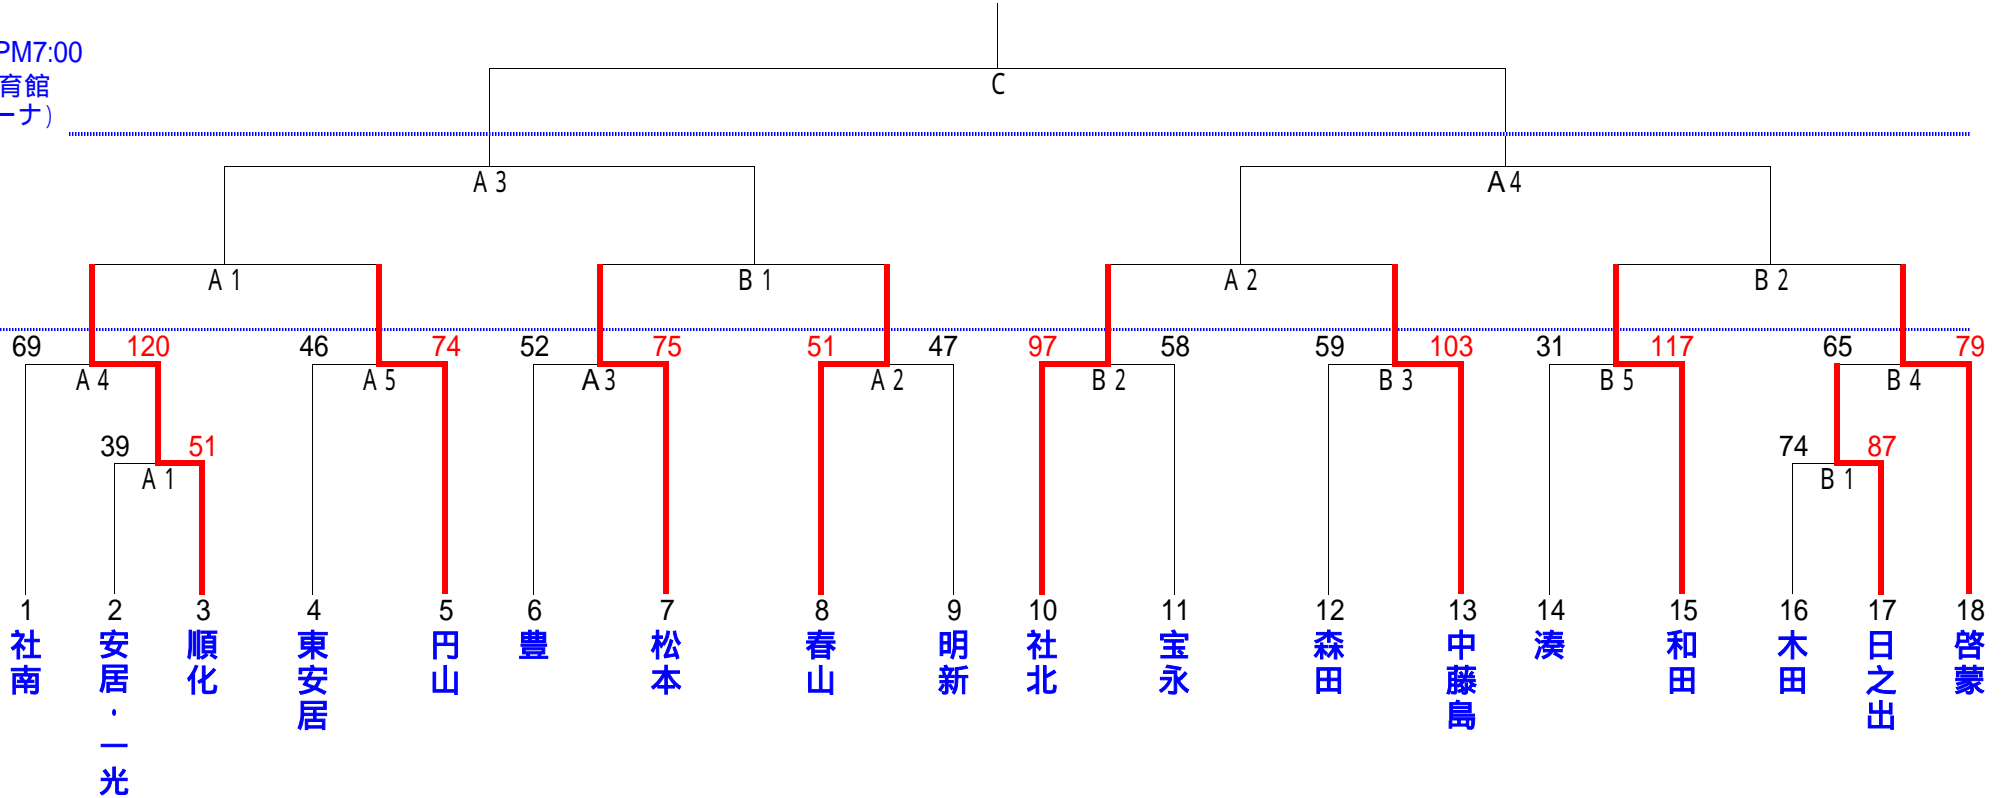 PM7:00
育館
ーナ）
C
A 3
A 4
A 1
B 1
A 2
B 2
69 120 46 74 52 75 51 47 97 58 59 103 31 117 65 79
A 4
A 5
A 3
A 2
B 2
B 3
B 5
B 4
39 51 74 87
A 1
B 1
1 2 3 4 5 6 7 8 9 10 11 12 13 14 15 16 17 18
社南
安居・一光
順化
東安居
円山
豊
松本
春山
明新
社北
宝永
森田
中藤島
湊
和田
木田
日之出
啓蒙